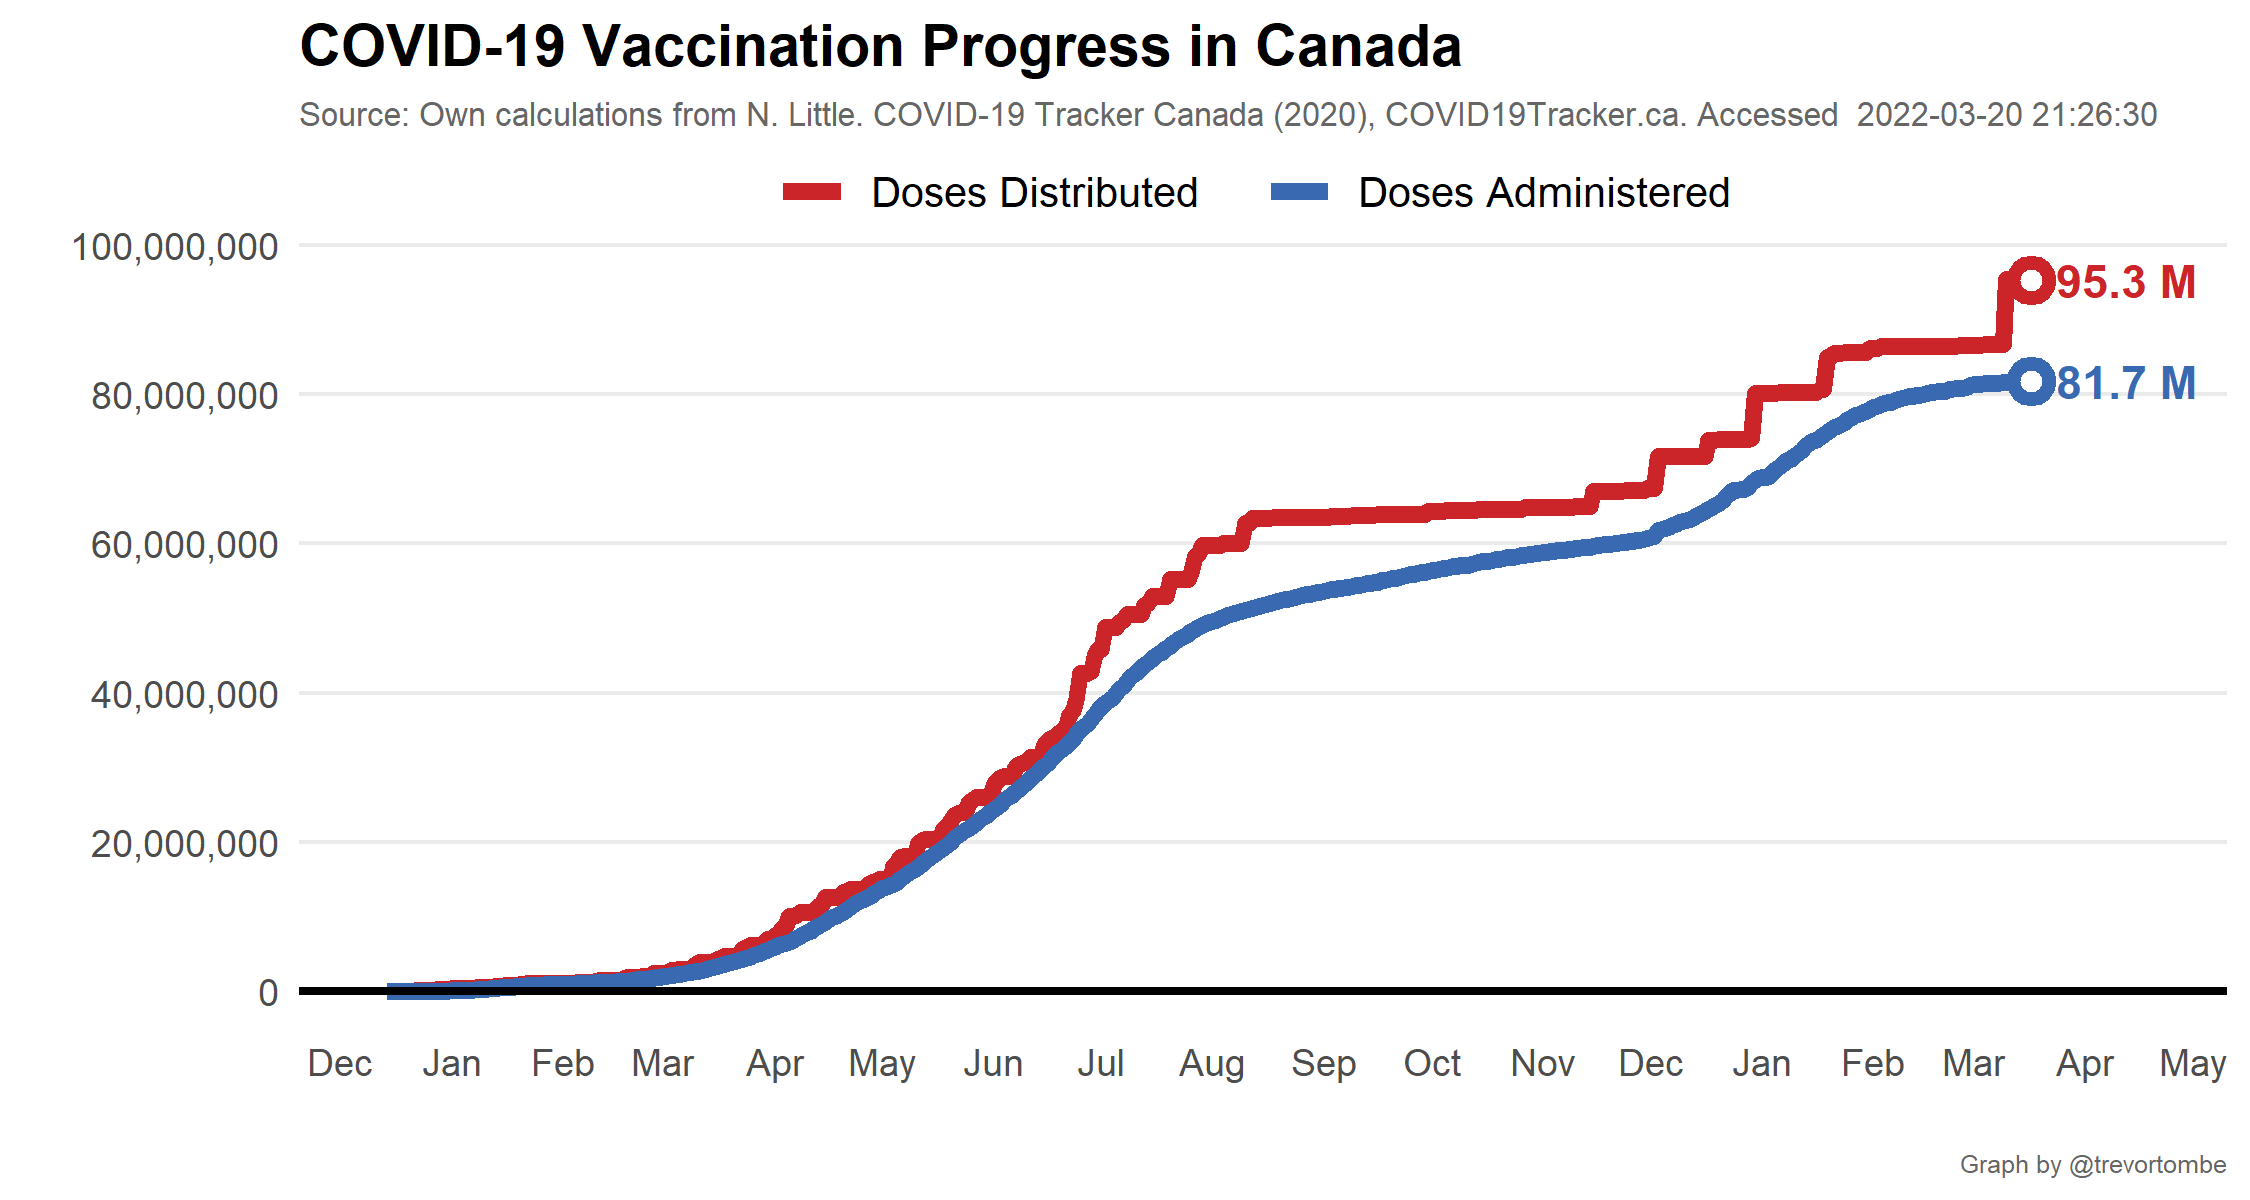 COVID-19 Vaccination Progress in Canada
Source: Own calculations from N. Little. COVID-19 Tracker Canada (2020), COVID19Tracker.ca. Accessed  2022-03-20 21:26:30
Doses Distributed Doses Administered
100,000,000
95.3 M
80,000,000
81.7 M
60,000,000
40,000,000
20,000,000
0
Dec Jan Feb Mar Apr May Jun Jul Aug Sep Oct Nov Dec Jan Feb Mar Apr May
Graph by @trevortombe